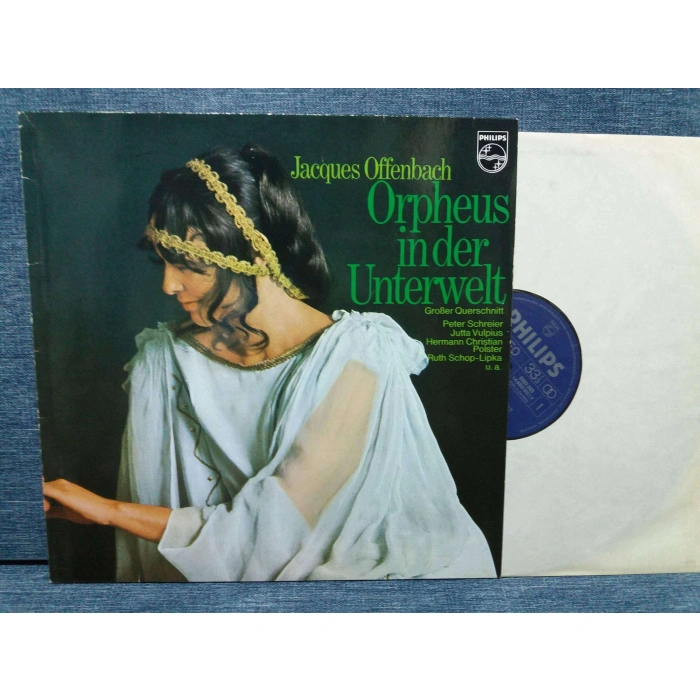 PHILIPS
Jacques Offenbach
Orpheus
in der
Unterwelt
Großer Querschnitt
Peter Schreier
Jutta Vulpius
Hermann Christian
Polster
Ruth Schop-Lipka
u. a.
PHILIPS
33
1